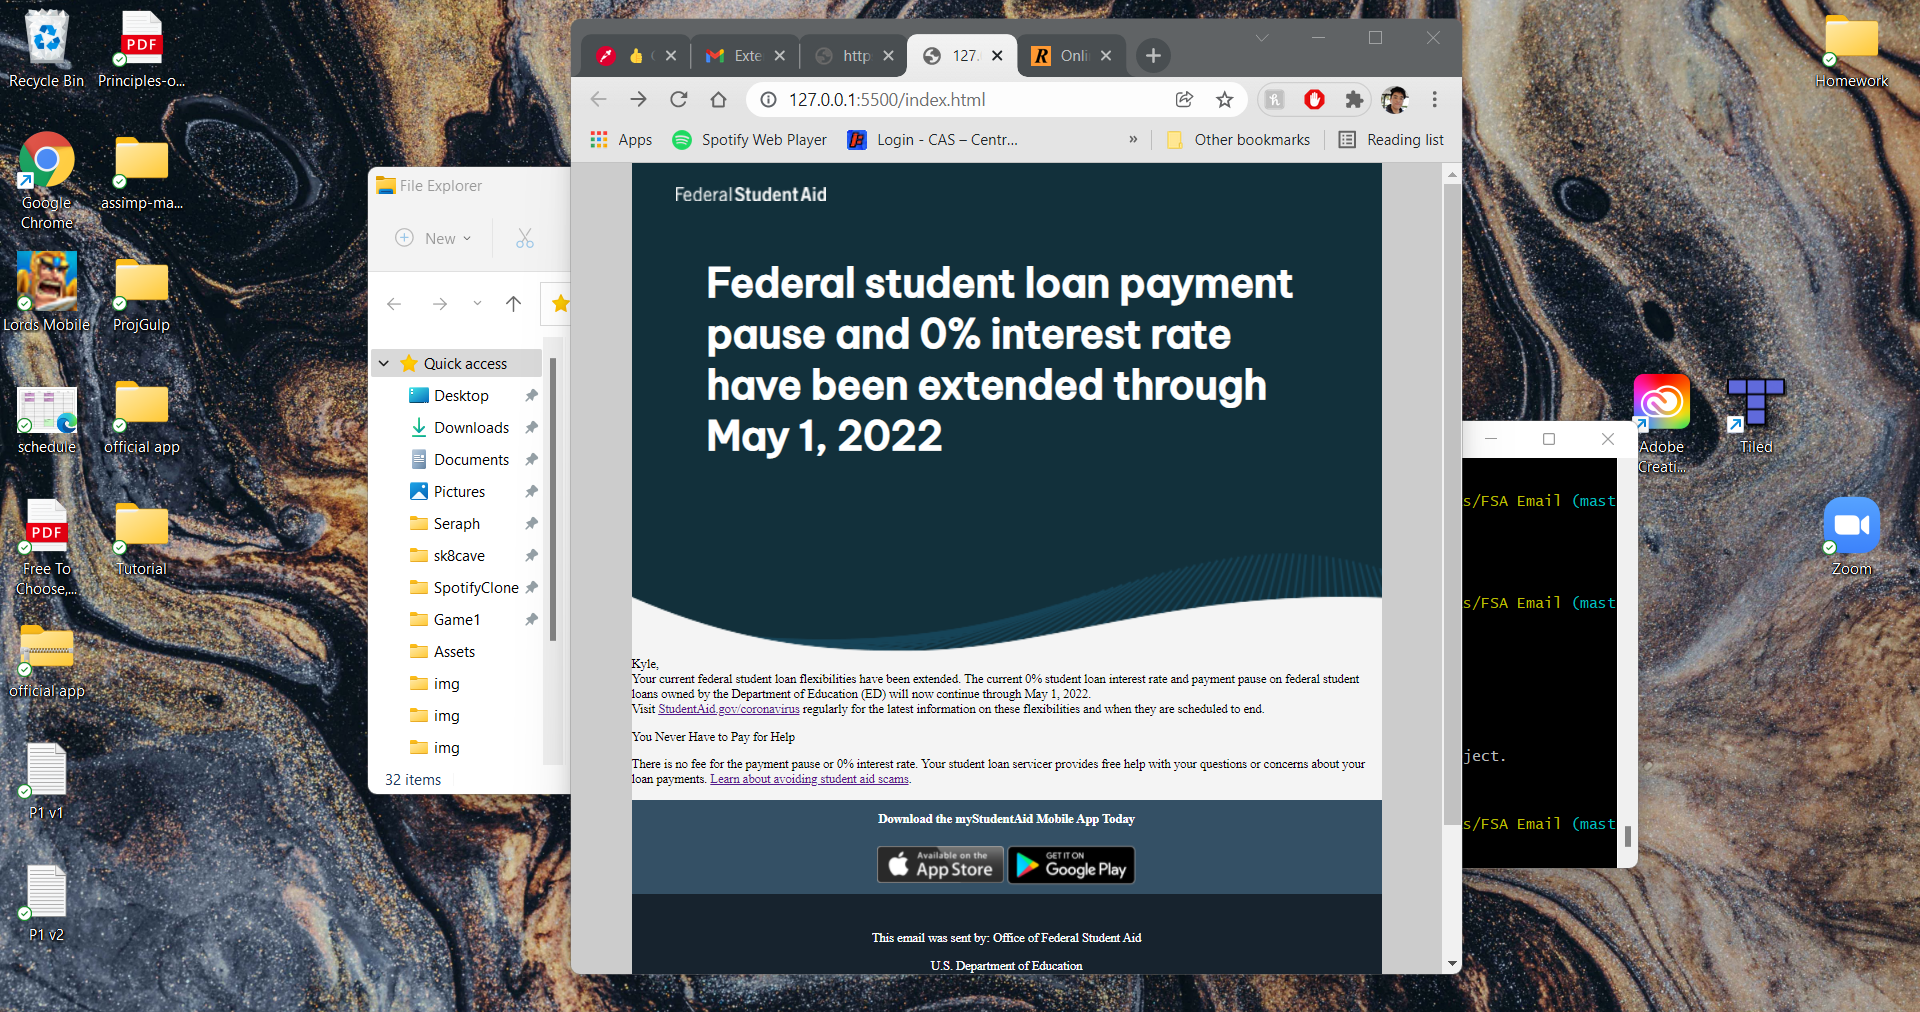 Recycle Bin
Principles-o...
Google
Chrome
assimp-ma...
Lords Mobile
ProjGulp
schedule
official app
PDF
PDF
Free To
Choose,...
Tutorial
official app
P1 v1
P1 v2
File Explorer
New
Quick access
Desktop
Downloads
Documents
Pictures
Seraph
sk8cave
SpotifyClone
Game1
Assets
img
img
img
32 items
Exte
http
127.
R
Onli
127.0.0.1:5500/index.html
Apps
Spotify Web Player
Login - CAS – Centr...
»
Other bookmarks
Reading list
FederalStudentAid
Federal student loan payment
pause and 0% interest rate
have been extended through
May 1, 2022
Kyle,
Your current federal student loan flexibilities have been extended. The current 0% student loan interest rate and payment pause on federal student
loans owned by the Department of Education (ED) will now continue through May 1, 2022.
Visit StudentAid.gov/coronavirus regularly for the latest information on these flexibilities and when they are scheduled to end.
You Never Have to Pay for Help
There is no fee for the payment pause or 0% interest rate. Your student loan servicer provides free help with your questions or concerns about your
loan payments. Learn about avoiding student aid scams.
Download the myStudentAid Mobile App Today
Available on the
App Store
GET IT ON
Google Play
This email was sent by: Office of Federal Student Aid
U.S. Department of Education
s/FSA Email (mast
s/FSA Email (mast
ject.
s/FSA Email (mast
Homework
Adobe
Creati...
Tiled
Zoom